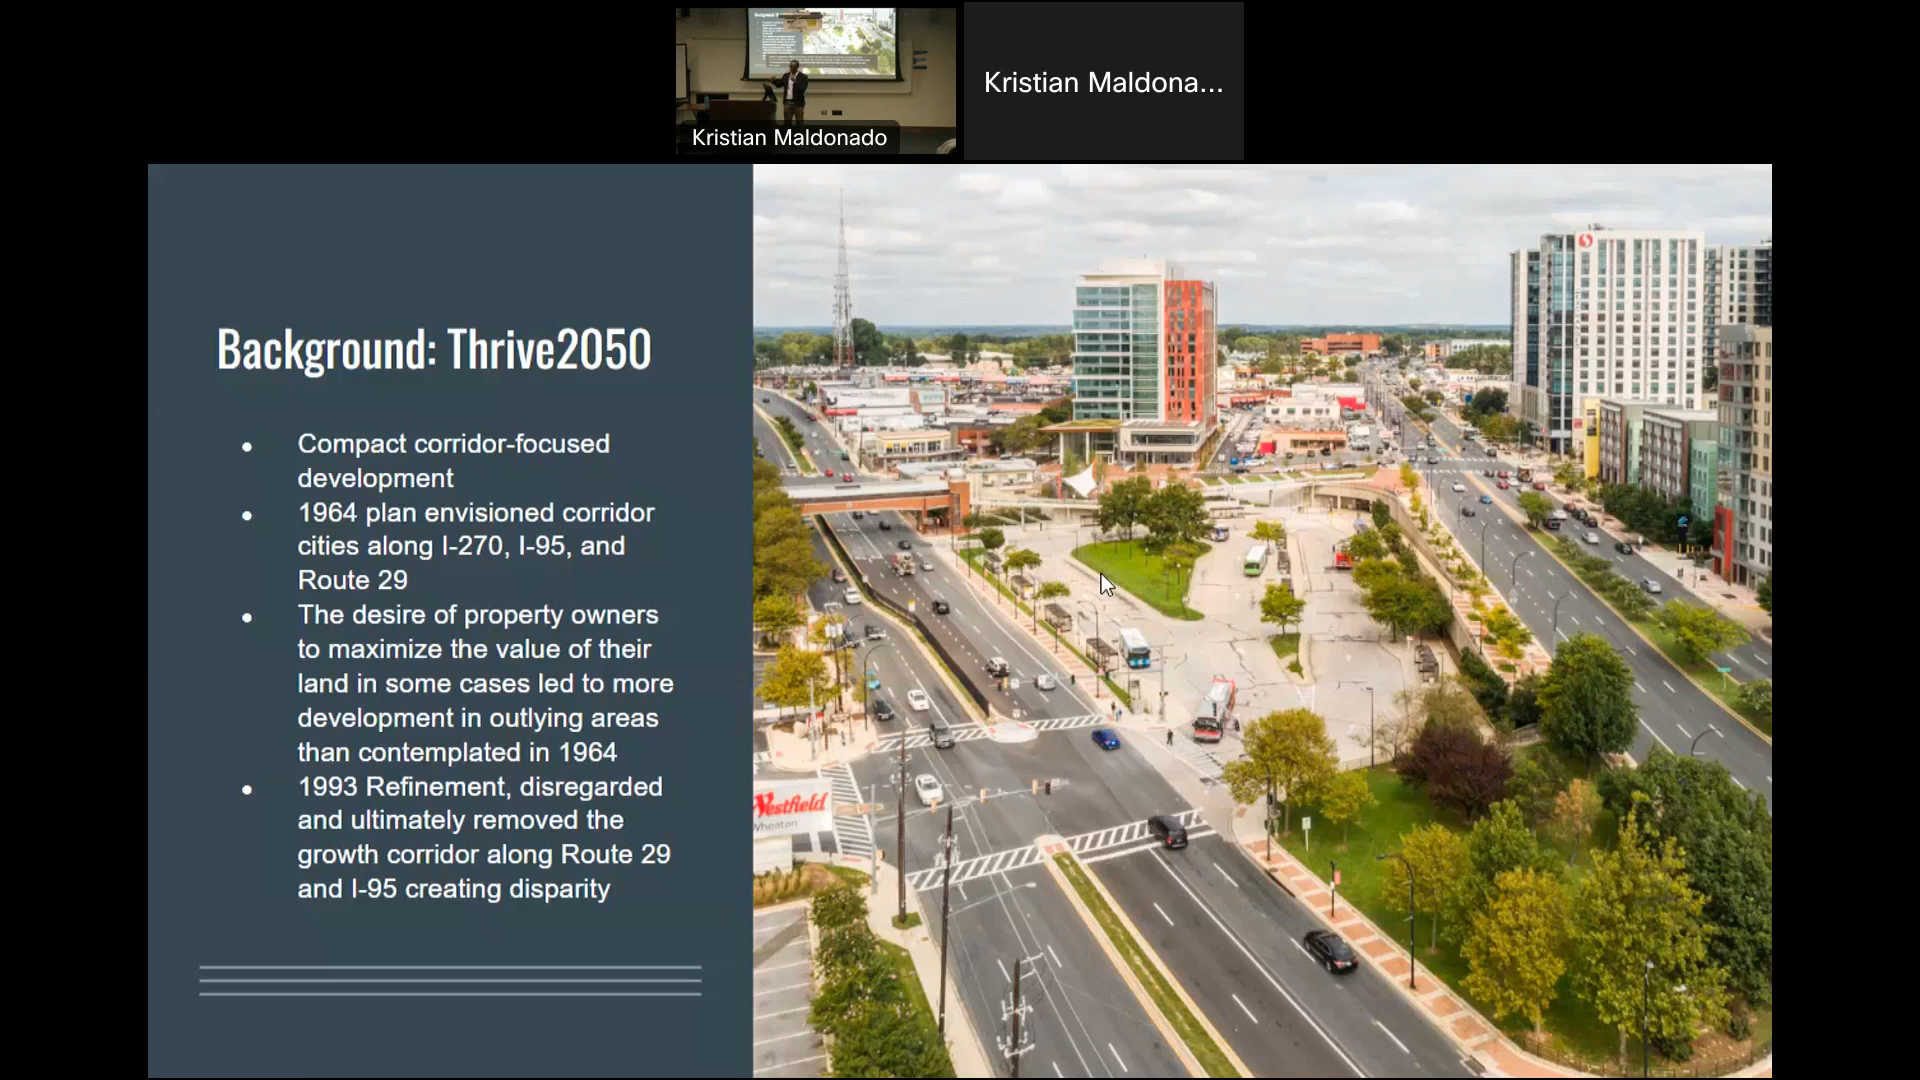 Kristian Maldonado
Kristian Maldona...
Background: Thrive2050
● Compact corridor-focused
development
● 1964 plan envisioned corridor
cities along I-270, I-95, and
Route 29
● The desire of property owners
to maximize the value of their
land in some cases led to more
development in outlying areas
than contemplated in 1964
● 1993 Refinement, disregarded
and ultimately removed the
growth corridor along Route 29
and I-95 creating disparity
Westfield
Wheaton